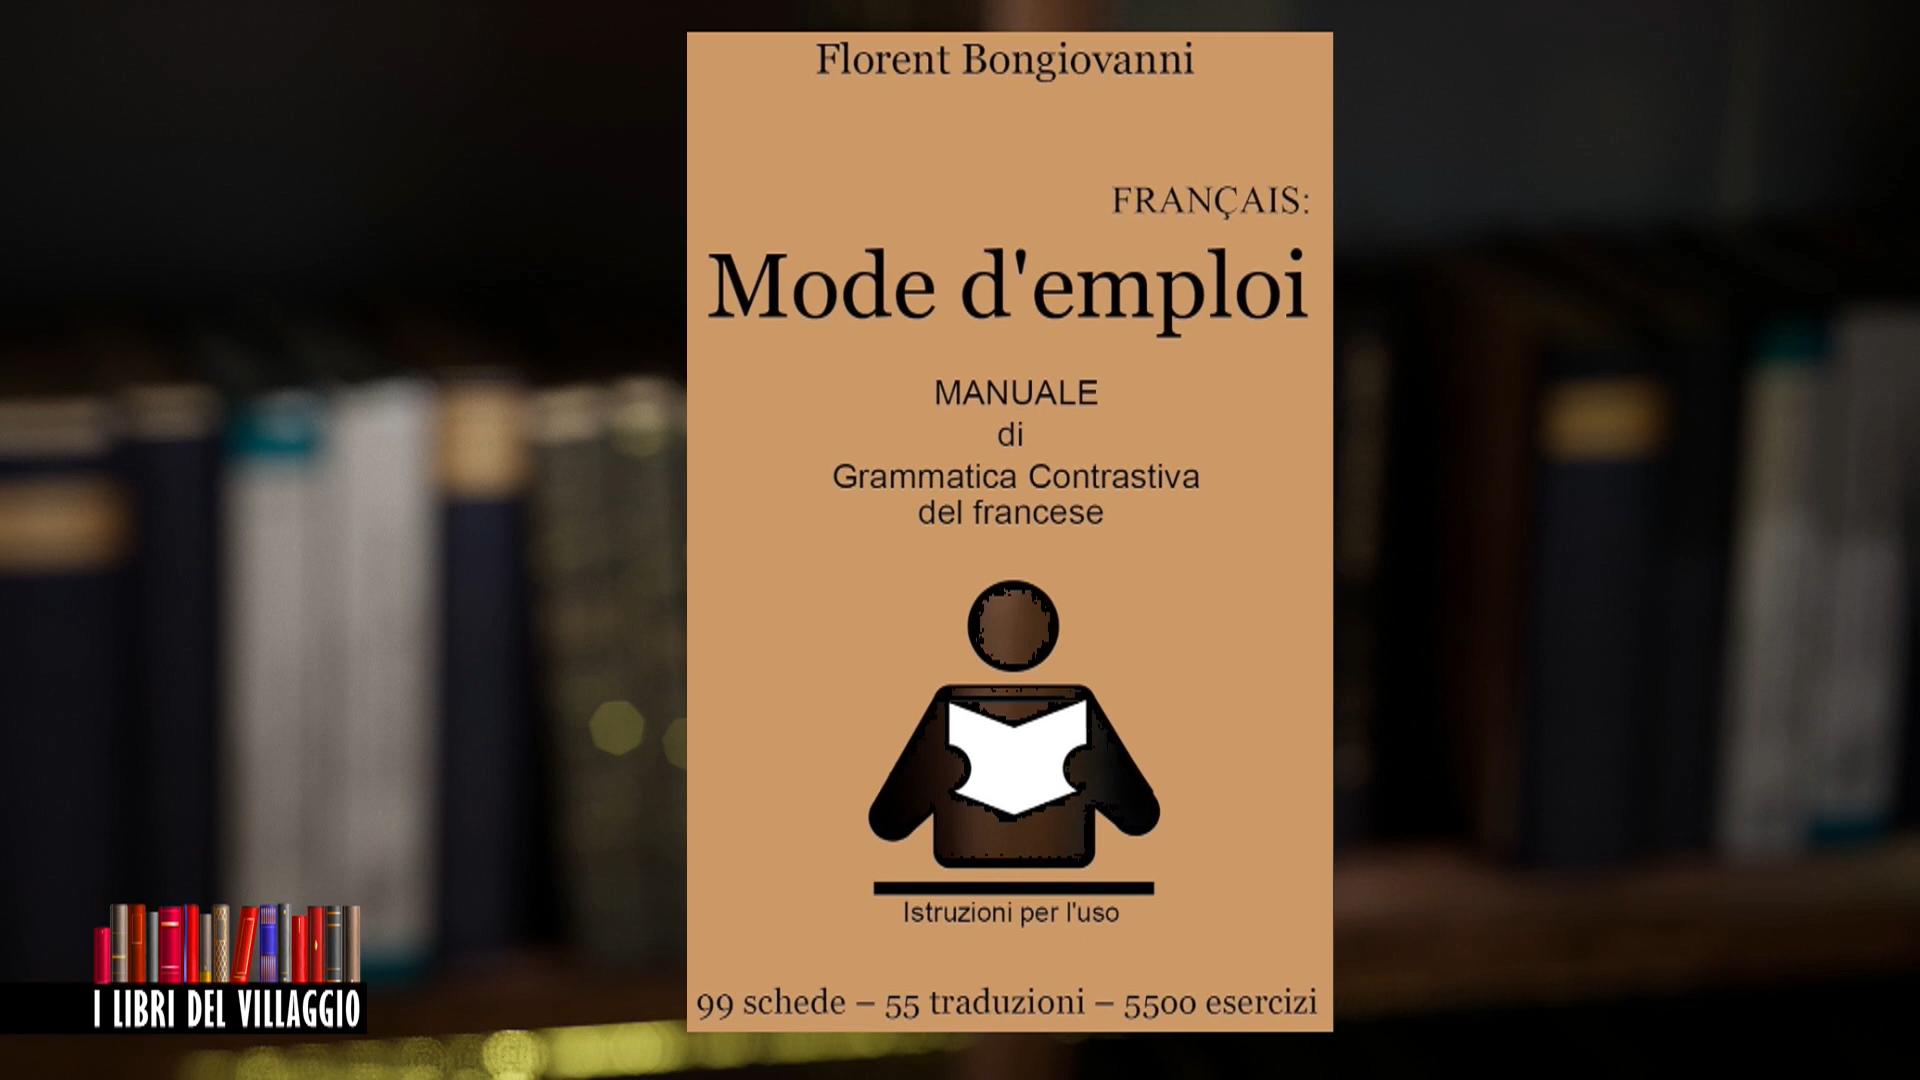 Florent Bongiovanni
FRANÇAIS:
Mode d'emploi
MANUALE
di
Grammatica Contrastiva
del francese
Istruzioni per l'uso
99 schede – 55 traduzioni – 5500 esercizi
I LIBRI DEL VILLAGGIO